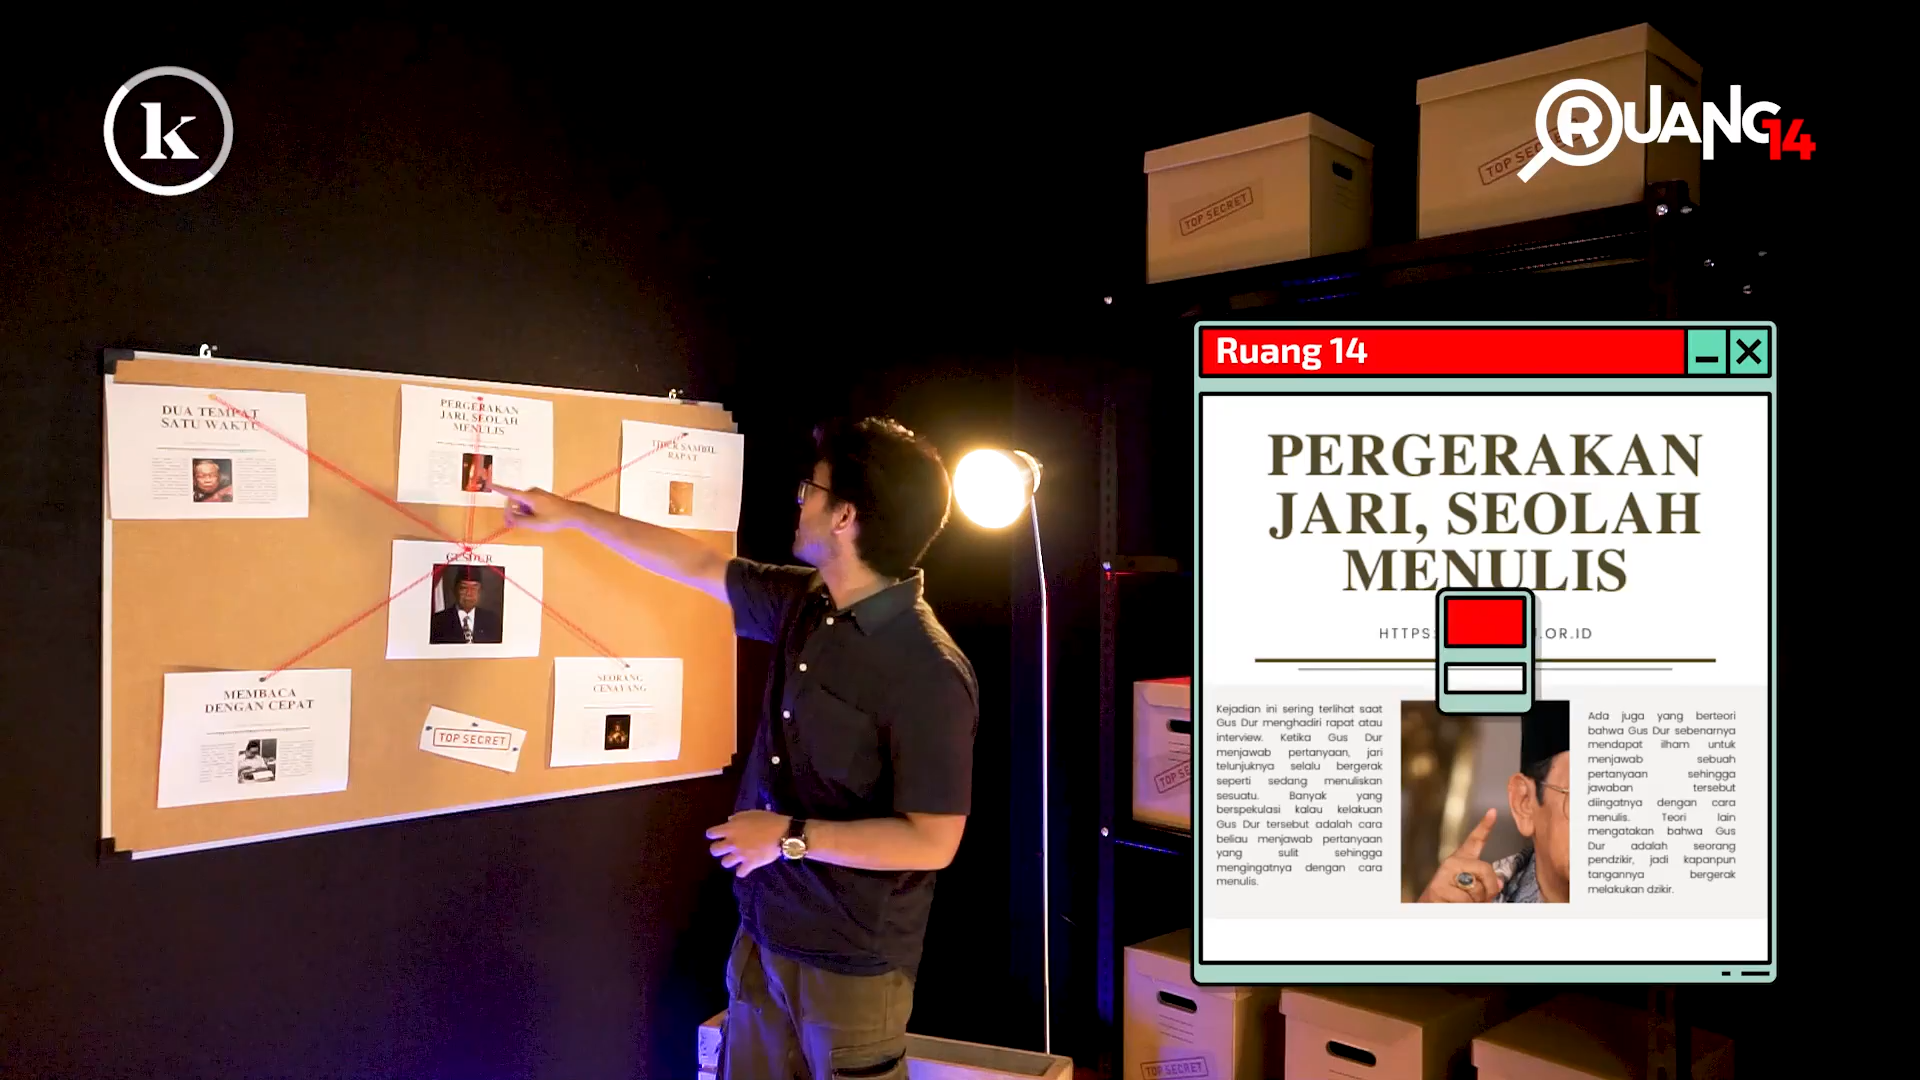 k
RUANG14
TOP SECRET
TOP SEC
DUA TEMPAT
SATU WAKTU
PERGERAKAN
JARI, SEOLAH
MENULIS
TIDUR SAMBIL
RAPAT
GUSDUR
MEMBACA
DENGAN CEPAT
SEORANG
CENAYANG
TOP SECRET
TOP SE
TOP SECRET
Ruang 14
PERGERAKAN
JARI, SEOLAH
MENULIS
HTTPS: .OR.ID
Kejadian ini sering terlihat saat
Gus Dur menghadiri rapat atau
interview. Ketika Gus Dur
menjawab pertanyaan, jari
telunjuknya selalu bergerak
seperti sedang menuliskan
sesuatu. Banyak yang
berspekulasi kalau kelakuan
Gus Dur tersebut adalah cara
beliau menjawab pertanyaan
yang sulit sehingga
mengingatnya dengan cara
menulis.
Ada juga yang berteori
bahwa Gus Dur sebenarnya
mendapat ilham untuk
menjawab sebuah
pertanyaan sehingga
jawaban tersebut
diingatnya dengan cara
menulis. Teori lain
mengatakan bahwa Gus
Dur adalah seorang
pendzikir, jadi kapanpun
tangannya bergerak
melakukan dzikir.